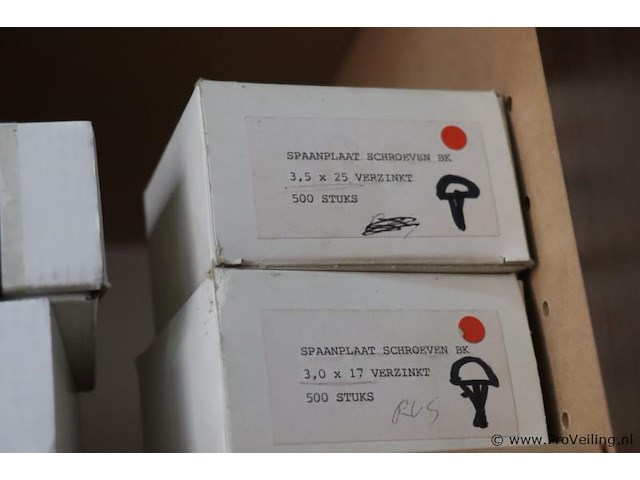 SPAANPLAAT SCHROEVEN BK
3,5 x 25 VERZINKT
500 STUKS
SPAANPLAAT SCHROEVEN BK
3,0 x 17 VERZINKT
500 STUKS
© www.ProVeiling.nl